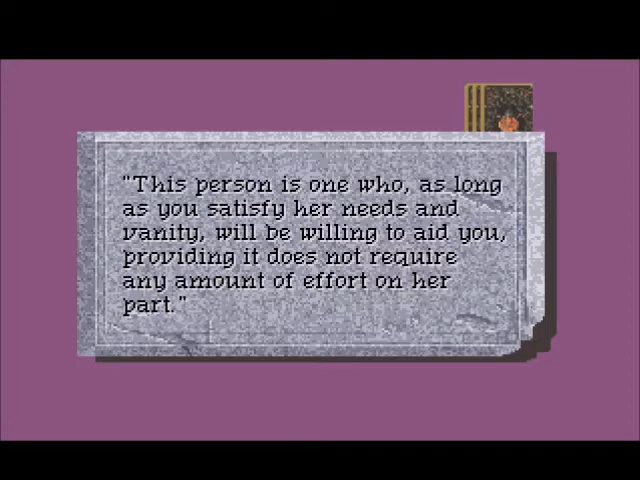 "This person is one who, as long
as you satisfy her needs and
vanity, will be willing to aid you,
providing it does not require
any amount of effort on her
part."